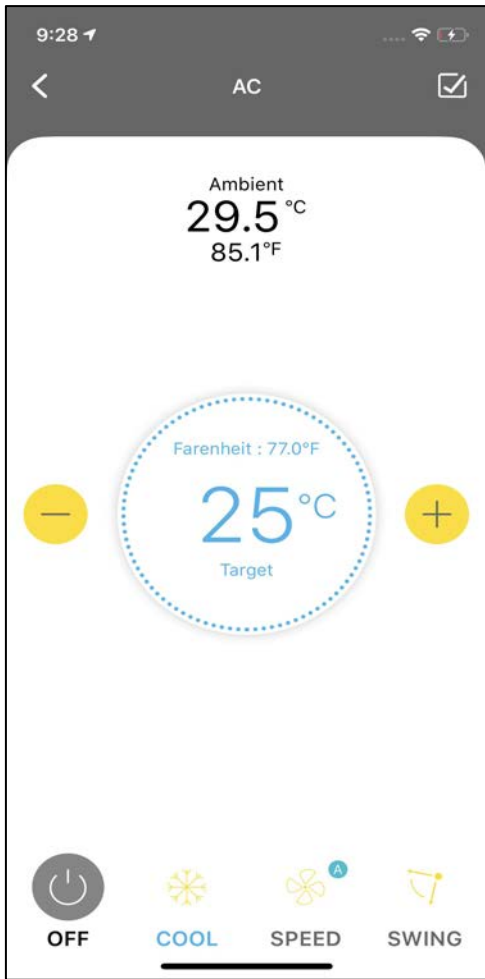 9:28
AC
Ambient
29.5 °C
85.1°F
Farenheit : 77.0°F
25°C
Target
A
OFF COOL SPEED SWING